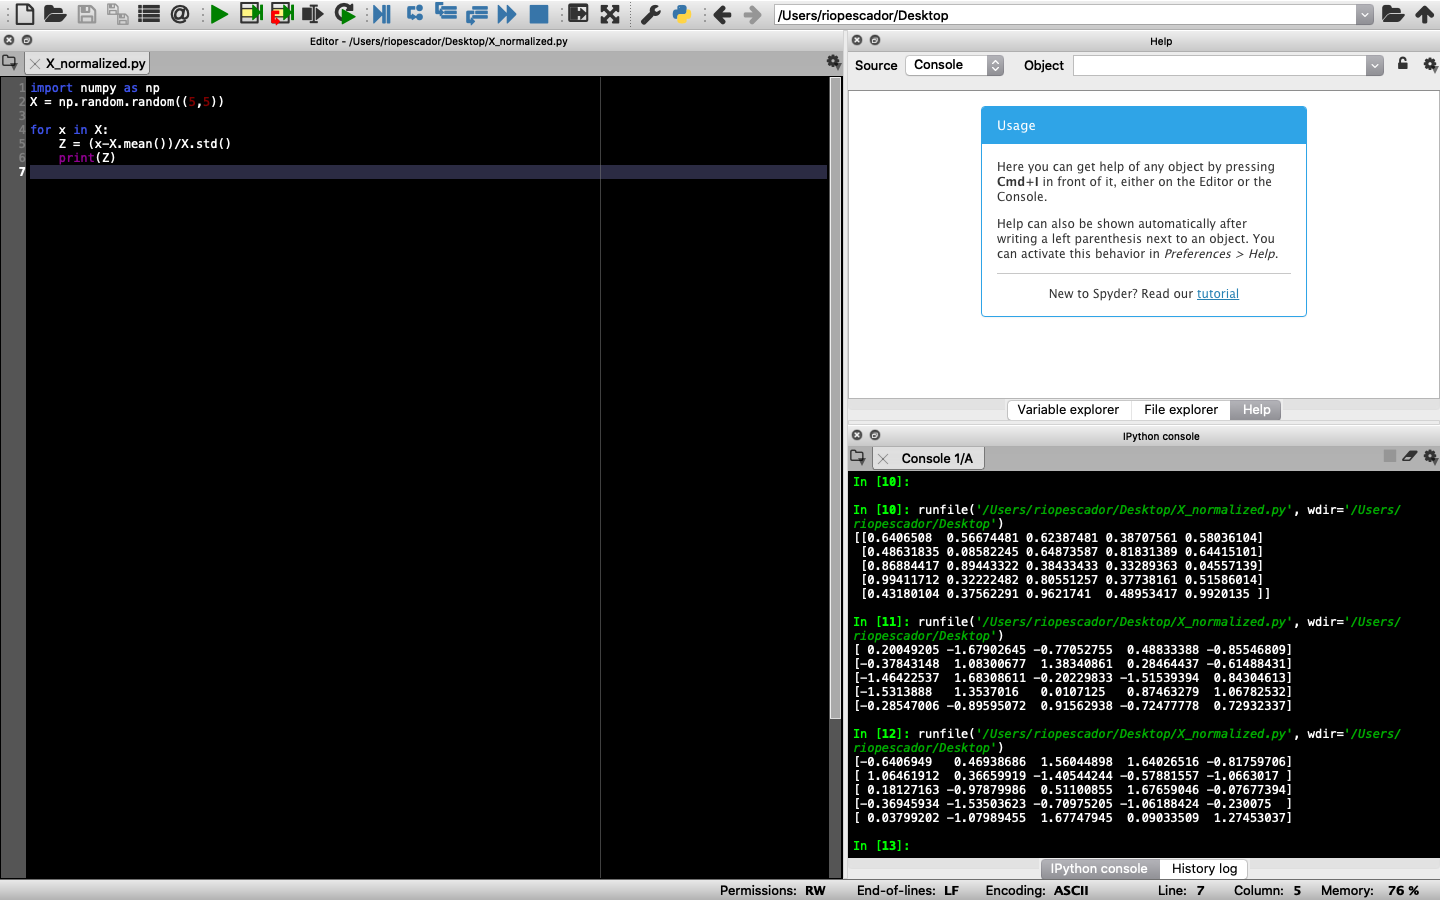 /Users/riopescador/Desktop
Editor - /Users/riopescador/Desktop/X_normalized.py
X_normalized.py
1 import numpy as np
2 X = np.random.random((5,5))
3
4 for x in X:
5     Z = (x-X.mean())/X.std()
6     print(Z)
7
Help
Source Console Object
Usage
Here you can get help of any object by pressing
Cmd+I in front of it, either on the Editor or the
Console.
Help can also be shown automatically after
writing a left parenthesis next to an object. You
can activate this behavior in Preferences > Help.
New to Spyder? Read our tutorial
Variable explorer File explorer Help
IPython console
Console 1/A
In [10]:
In [10]: runfile('/Users/riopescador/Desktop/X_normalized.py', wdir='/Users/
riopescador/Desktop')
[[0.6406508  0.56674481 0.62387481 0.38707561 0.58036104]
 [0.48631835 0.08582245 0.64873587 0.81831389 0.64415101]
 [0.86884417 0.89443322 0.38433433 0.33289363 0.04557139]
 [0.99411712 0.32222482 0.80551257 0.37738161 0.51586014]
 [0.43180104 0.37562291 0.9621741  0.48953417 0.9920135 ]]
In [11]: runfile('/Users/riopescador/Desktop/X_normalized.py', wdir='/Users/
riopescador/Desktop')
[ 0.20049205 -1.67902645 -0.77052755  0.48833388 -0.85546809]
[-0.37843148  1.08300677  1.38340861  0.28464437 -0.61488431]
[-1.46422537  1.68308611 -0.20229833 -1.51539394  0.84304613]
[-1.5313888   1.3537016   0.0107125   0.87463279  1.06782532]
[-0.28547006 -0.89595072  0.91562938 -0.72477778  0.72932337]
In [12]: runfile('/Users/riopescador/Desktop/X_normalized.py', wdir='/Users/
riopescador/Desktop')
[-0.6406949   0.46938686  1.56044898  1.64026516 -0.81759706]
[ 1.06461912  0.36659919 -1.40544244 -0.57881557 -1.0663017 ]
[ 0.18127163 -0.97879986  0.51100855  1.67659046 -0.07677394]
[-0.36945934 -1.53503623 -0.70975205 -1.06188424 -0.230075  ]
[ 0.03799202 -1.07989455  1.67747945  0.09033509  1.27453037]
In [13]:
IPython console History log
Permissions: RW End-of-lines: LF Encoding: ASCII Line: 7 Column: 5 Memory: 76 %